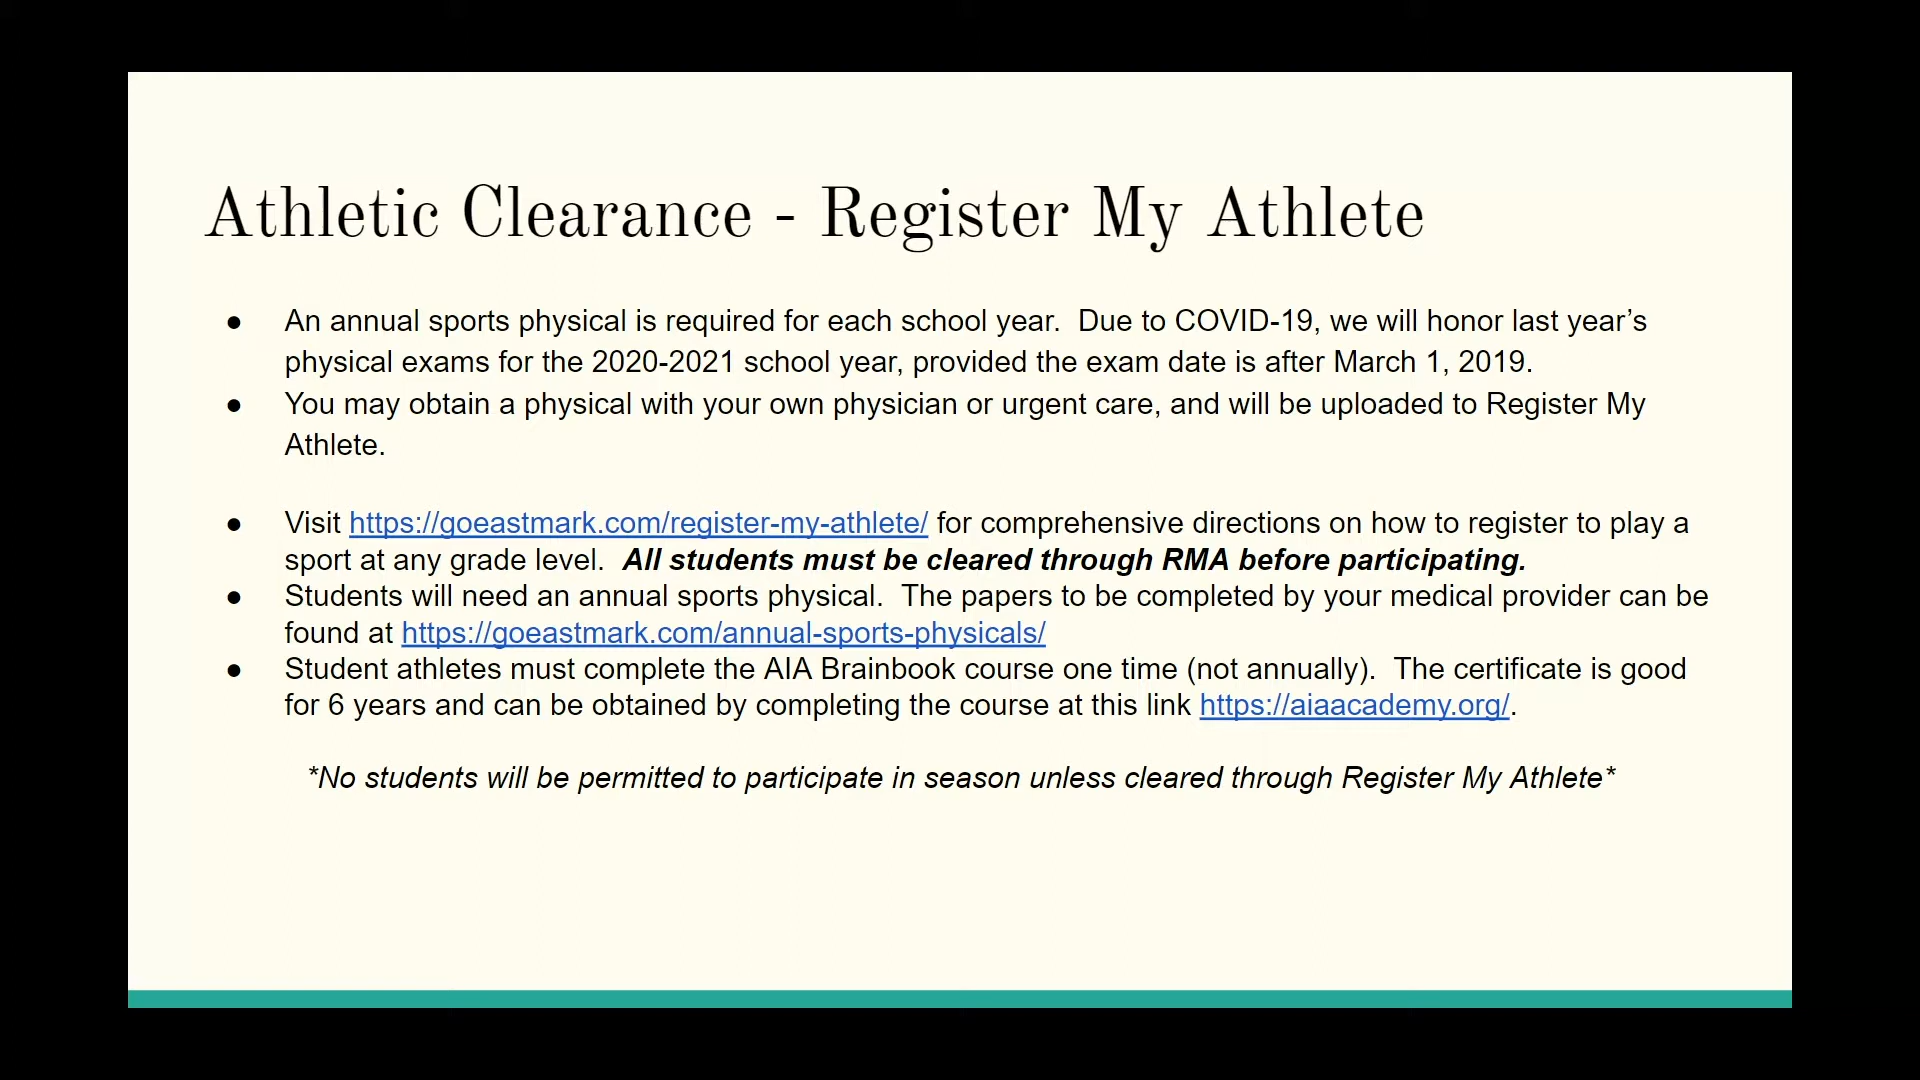 Athletic Clearance - Register My Athlete
● An annual sports physical is required for each school year.  Due to COVID-19, we will honor last year’s
physical exams for the 2020-2021 school year, provided the exam date is after March 1, 2019.
● You may obtain a physical with your own physician or urgent care, and will be uploaded to Register My
Athlete.
● Visit https://goeastmark.com/register-my-athlete/ for comprehensive directions on how to register to play a
sport at any grade level.  All students must be cleared through RMA before participating.
● Students will need an annual sports physical.  The papers to be completed by your medical provider can be
found at https://goeastmark.com/annual-sports-physicals/
● Student athletes must complete the AIA Brainbook course one time (not annually).  The certificate is good
for 6 years and can be obtained by completing the course at this link https://aiaacademy.org/.
*No students will be permitted to participate in season unless cleared through Register My Athlete*